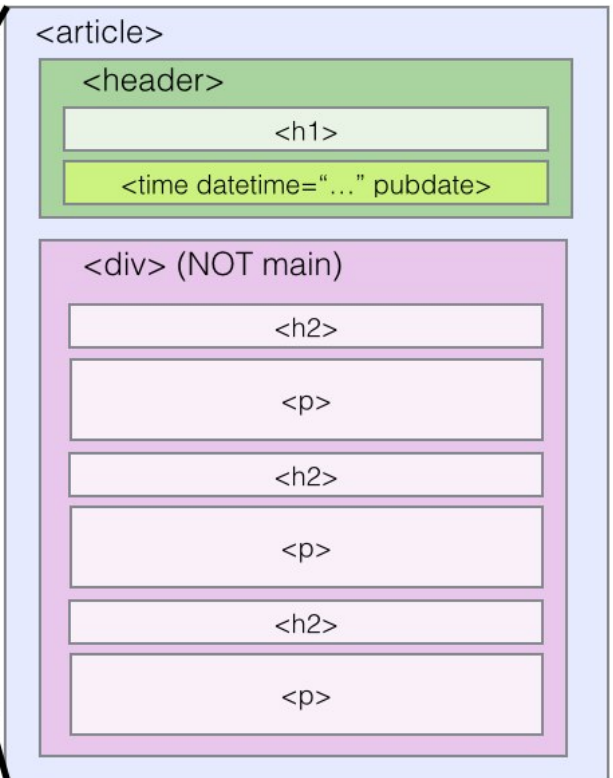 <article>
<header>
<h1>
<time datetime=“...” pubdate>
<div> (NOT main)
<h2>
<p>
<h2>
<p>
<h2>
<p>